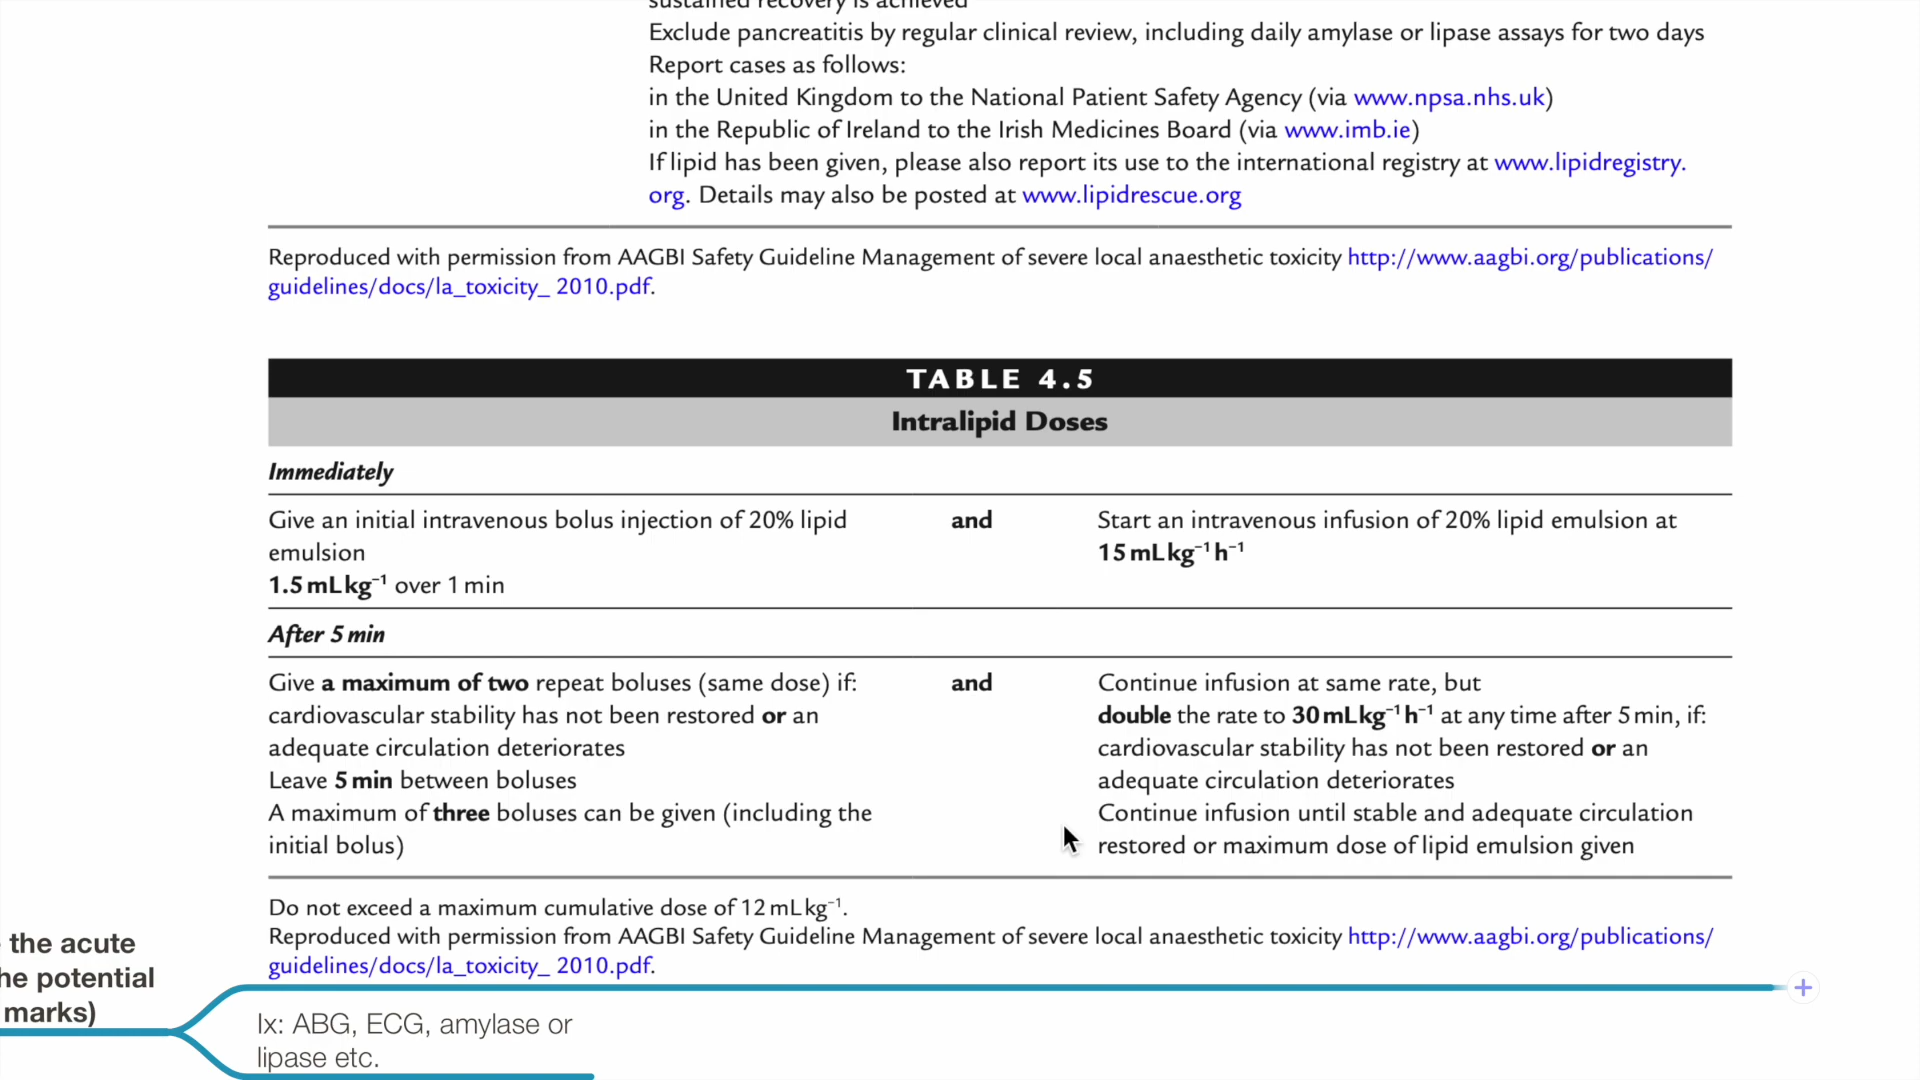 sustained recovery is achieved
Exclude pancreatitis by regular clinical review, including daily amylase or lipase assays for two days
Report cases as follows:
in the United Kingdom to the National Patient Safety Agency (via www.npsa.nhs.uk)
in the Republic of Ireland to the Irish Medicines Board (via www.imb.ie)
If lipid has been given, please also report its use to the international registry at www.lipidregistry.
org. Details may also be posted at www.lipidrescue.org
Reproduced with permission from AAGBI Safety Guideline Management of severe local anaesthetic toxicity http://www.aagbi.org/publications/
guidelines/docs/la_toxicity_ 2010.pdf.
TABLE 4.5
Intralipid Doses
Immediately
Give an initial intravenous bolus injection of 20% lipid
emulsion
1.5 mL kg⁻¹ over 1 min
and
Start an intravenous infusion of 20% lipid emulsion at
15 mL kg⁻¹ h⁻¹
After 5 min
Give a maximum of two repeat boluses (same dose) if:
cardiovascular stability has not been restored or an
adequate circulation deteriorates
Leave 5 min between boluses
A maximum of three boluses can be given (including the
initial bolus)
and
Continue infusion at same rate, but
double the rate to 30 mL kg⁻¹ h⁻¹ at any time after 5 min, if:
cardiovascular stability has not been restored or an
adequate circulation deteriorates
Continue infusion until stable and adequate circulation
restored or maximum dose of lipid emulsion given
Do not exceed a maximum cumulative dose of 12 mL kg⁻¹.
Reproduced with permission from AAGBI Safety Guideline Management of severe local anaesthetic toxicity http://www.aagbi.org/publications/
guidelines/docs/la_toxicity_ 2010.pdf.
the acute
he potential
marks)
Ix: ABG, ECG, amylase or
lipase etc.